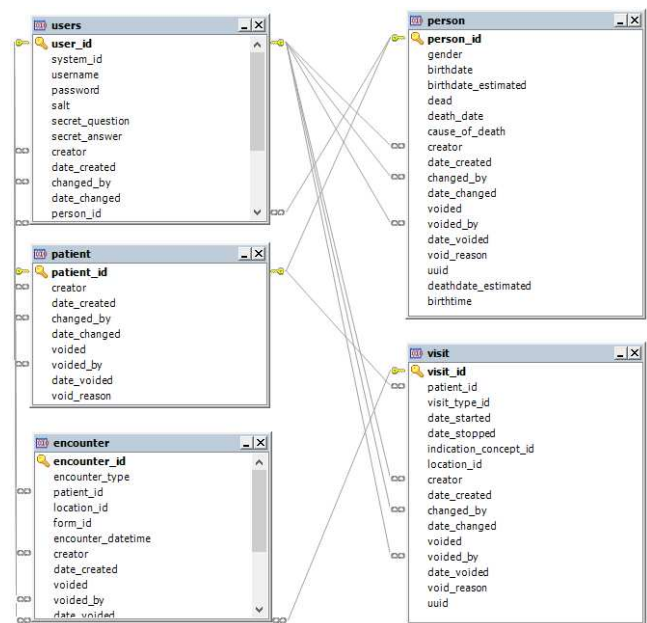 users
user_id
system_id
username
password
salt
secret_question
secret_answer
creator
date_created
changed_by
date_changed
person_id
patient
patient_id
creator
date_created
changed_by
date_changed
voided
voided_by
date_voided
void_reason
encounter
encounter_id
encounter_type
patient_id
location_id
form_id
encounter_datetime
creator
date_created
voided
voided_by
date_voided
person
person_id
gender
birthdate
birthdate_estimated
dead
death_date
cause_of_death
creator
date_created
changed_by
date_changed
voided
voided_by
date_voided
void_reason
uuid
deathdate_estimated
birthtime
visit
visit_id
patient_id
visit_type_id
date_started
date_stopped
indication_concept_id
location_id
creator
date_created
changed_by
date_changed
voided
voided_by
date_voided
void_reason
uuid